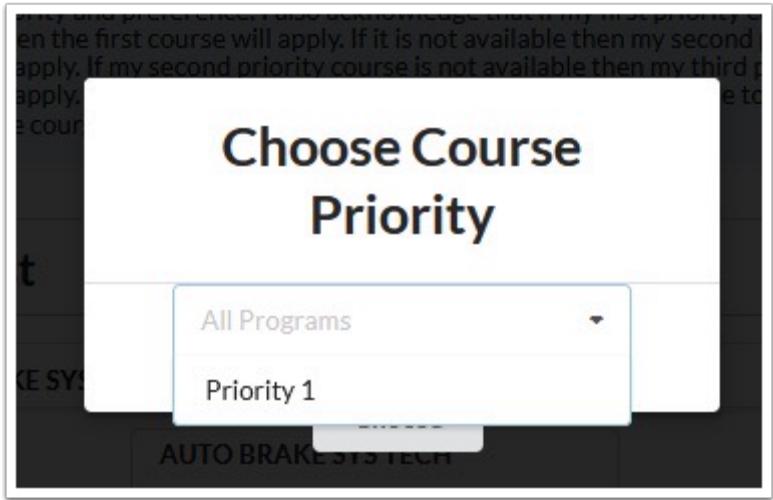 ority and preference. I also acknowledge that if my first priority
en the first course will apply. If it is not available then my second
apply. If my second priority course is not available then my third p
apply.
e to
e cour
Choose Course
Priority
t
All Programs
KE SYS
Priority 1
AUTO BRAKE SYS TECH